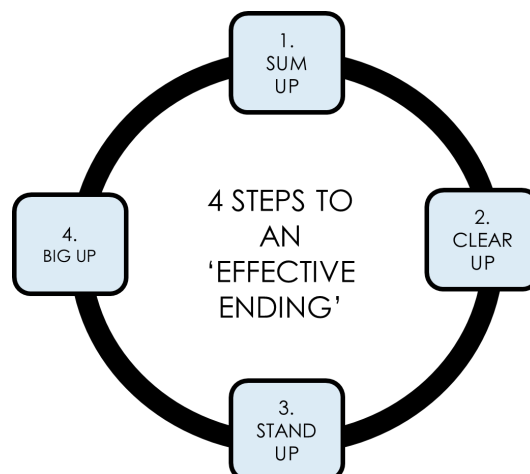 1.
SUM
UP
4 STEPS TO
AN
‘EFFECTIVE
ENDING’
2.
CLEAR
UP
3.
STAND
UP
4.
BIG UP